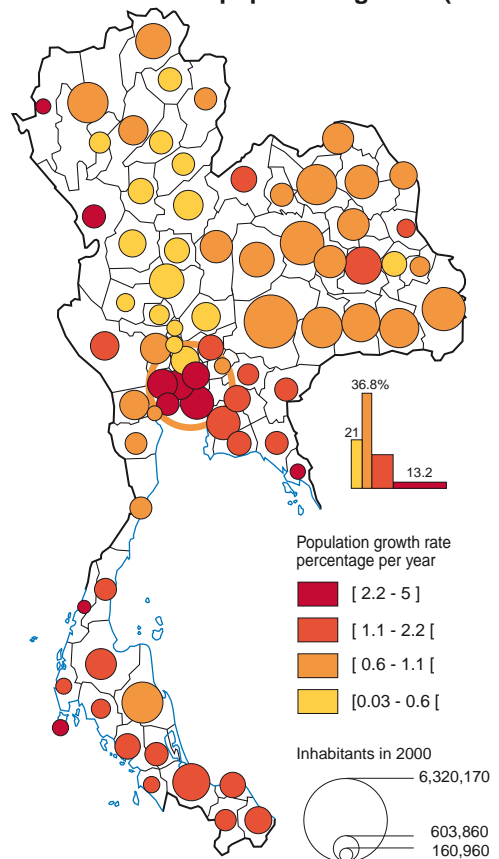 36.8%
21
13.2
Population growth rate
percentage per year
[ 2.2 - 5 ]
[ 1.1 - 2.2 [
[ 0.6 - 1.1 [
[0.03 - 0.6 [
Inhabitants in 2000
6,320,170
603,860
160,960